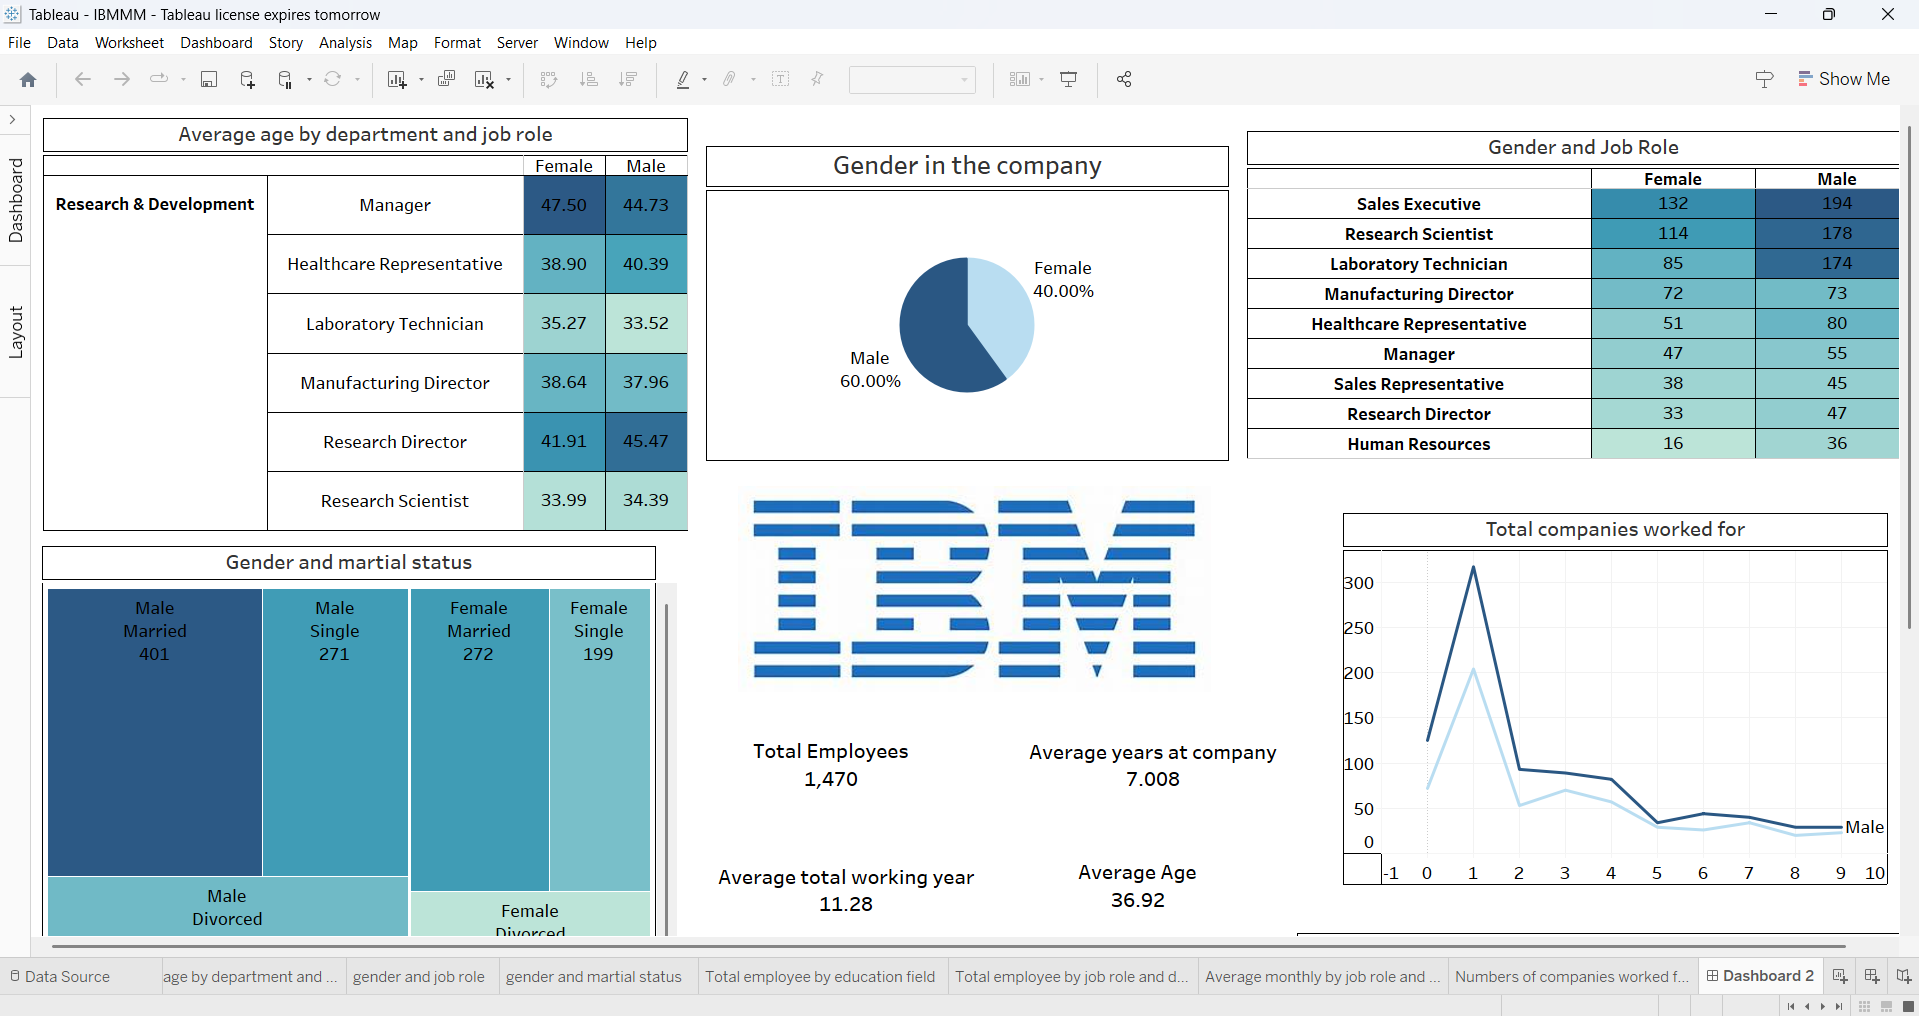 Tableau - IBMMM - Tableau license expires tomorrow
File Data Worksheet Dashboard Story Analysis Map Format Server Window Help
Show Me
Dashboard
Layout
Average age by department and job role
Female Male
Research & Development
Manager 47.50 44.73
Healthcare Representative 38.90 40.39
Laboratory Technician 35.27 33.52
Manufacturing Director 38.64 37.96
Research Director 41.91 45.47
Research Scientist 33.99 34.39
Gender in the company
Female
40.00%
Male
60.00%
Gender and Job Role
Female Male
Sales Executive 132 194
Research Scientist 114 178
Laboratory Technician 85 174
Manufacturing Director 72 73
Healthcare Representative 51 80
Manager 47 55
Sales Representative 38 45
Research Director 33 47
Human Resources 16 36
Gender and martial status
Male
Married
401
Male
Single
271
Female
Married
272
Female
Single
199
Male
Divorced
Female
Divorced
IBM
Total Employees
1,470
Average years at company
7.008
Average total working year
11.28
Average Age
36.92
Total companies worked for
300
250
200
150
100
50
0
Male
-1 0 1 2 3 4 5 6 7 8 9 10
Data Source
age by department and ...
gender and job role
gender and martial status
Total employee by education field
Total employee by job role and d...
Average monthly by job role and ...
Numbers of companies worked f...
Dashboard 2